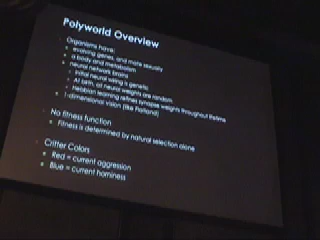 Polyworld Overview
Organisms have:
evolving genes, and mate sexually
a body and metabolism
neural network brains
Initial neural wiring is genetic
At birth, all neural weights are random
Hebbian learning refines synapse weights throughout lifetime
1-dimensional vision (like Flatland)
No fitness function
Fitness is determined by natural selection alone
Critter Colors
Red = current aggression
Blue = current horniness